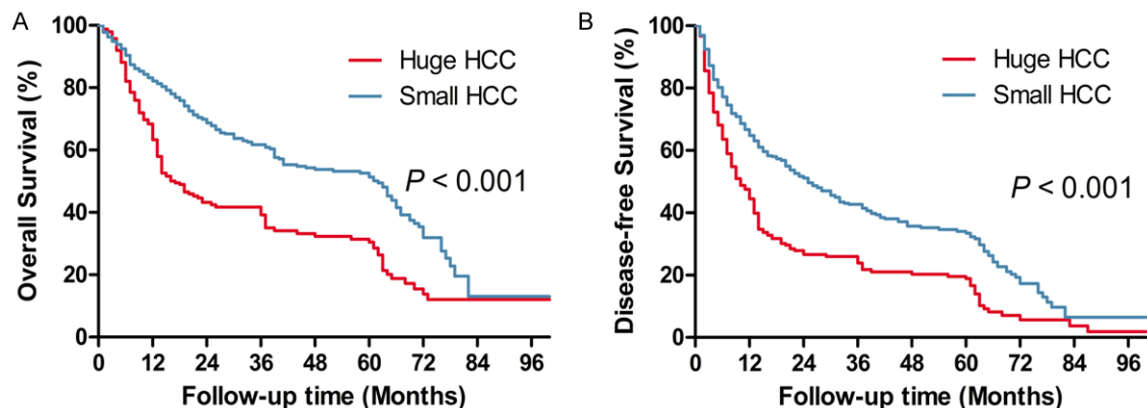 A
Overall Survival (%)
100
80
60
40
20
0
Huge HCC
Small HCC
P < 0.001
0 12 24 36 48 60 72 84 96
Follow-up time (Months)
B
Disease-free Survival (%)
100
80
60
40
20
0
Huge HCC
Small HCC
P < 0.001
0 12 24 36 48 60 72 84 96
Follow-up time (Months)